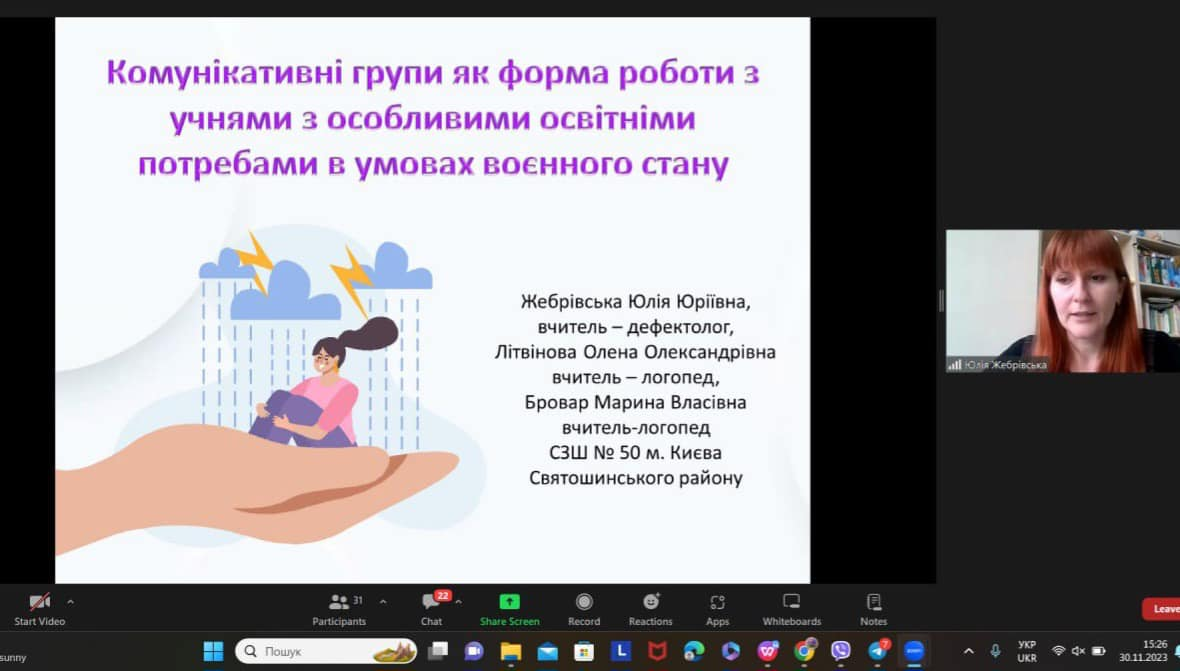 Комунікативні групи як форма роботи з
учнями з особливими освітніми
потребами в умовах воєнного стану
Жебрівська Юлія Юріївна,
вчитель – дефектолог,
Літвінова Олена Олександрівна
вчитель – логопед,
Бровар Марина Власівна
вчитель-логопед
СЗШ № 50 м. Києва
Святошинського району
Юлія Жебрівська
Start Video
31
Participants
22
Chat
Share Screen
Record
Reactions
Apps
Whiteboards
Notes
Leave
sunny
Пошук
L
7
zoom
УКР
UKR
15:26
30.11.2023